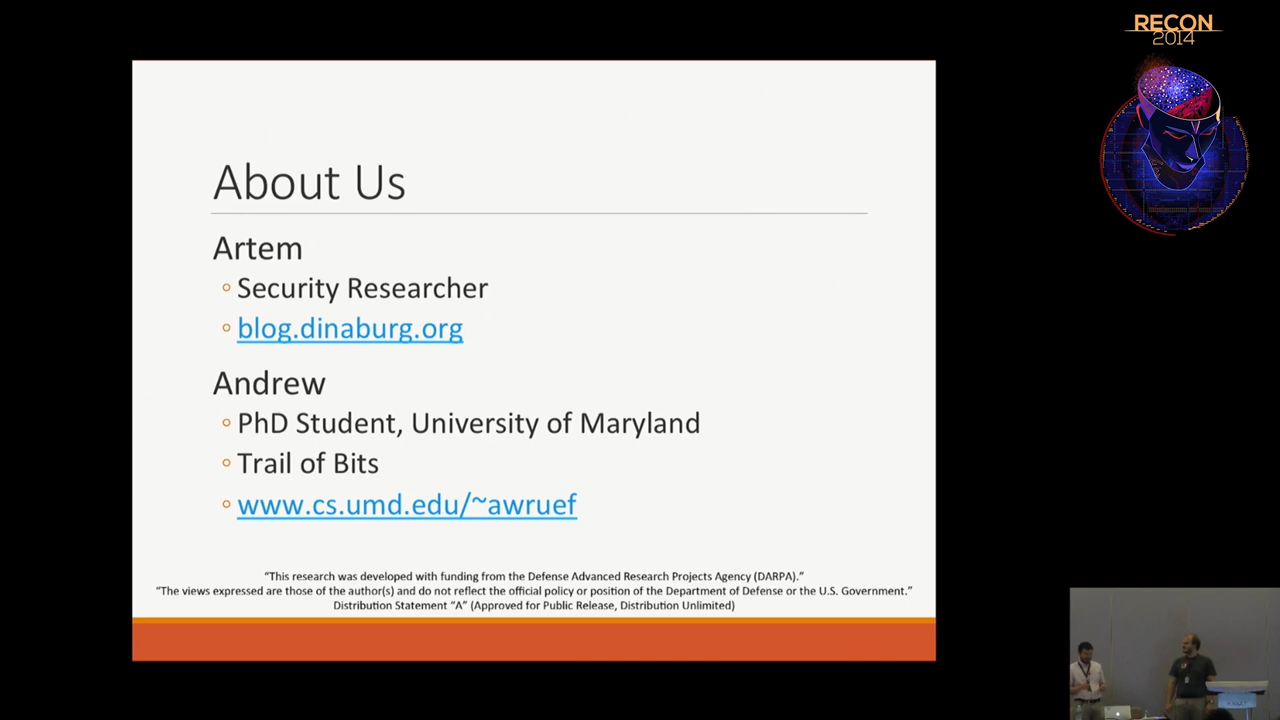 RECON
2014
About Us
Artem
Security Researcher
blog.dinaburg.org
Andrew
PhD Student, University of Maryland
Trail of Bits
www.cs.umd.edu/~awruef
“This research was developed with funding from the Defense Advanced Research Projects Agency (DARPA).”
“The views expressed are those of the author(s) and do not reflect the official policy or position of the Department of Defense or the U.S. Government.”
Distribution Statement “A” (Approved for Public Release, Distribution Unlimited)